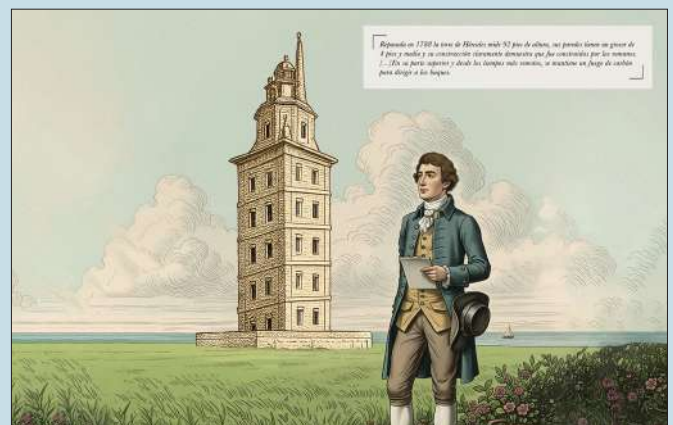 Reparada en 1788 la torre de Hércules mide 92 pies de altura, sus paredes tienen un grosor de
4 pies y medio y su construcción claramente demuestra que fue construida por los romanos.
[...] En su parte superior y desde los tiempos más remotos, se mantiene un fuego de carbón
para dirigir a los buques.